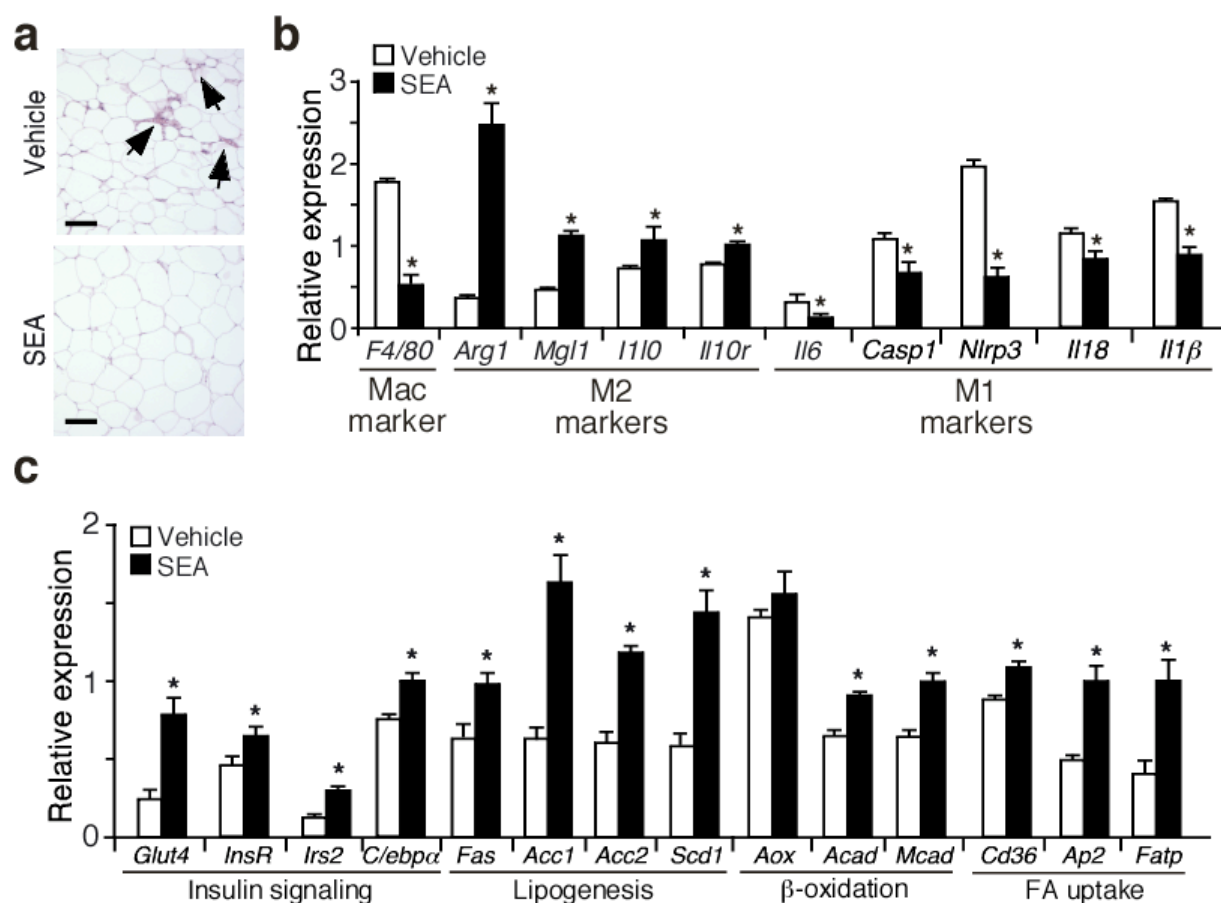 a
Vehicle
SEA
b
Vehicle
SEA
Relative expression
3
2
1
0
* * * * * * * * * *
F4/80 Arg1 Mgl1 I1l0 Il10r Il6 Casp1 Nlrp3 Il18 Il1β
Mac marker
M2 markers
M1 markers
c
Vehicle
SEA
Relative expression
2
1
0
* * * * * * * * * * * * *
Glut4 InsR Irs2 C/ebpα Fas Acc1 Acc2 Scd1 Aox Acad Mcad Cd36 Ap2 Fatp
Insulin signaling Lipogenesis β-oxidation FA uptake